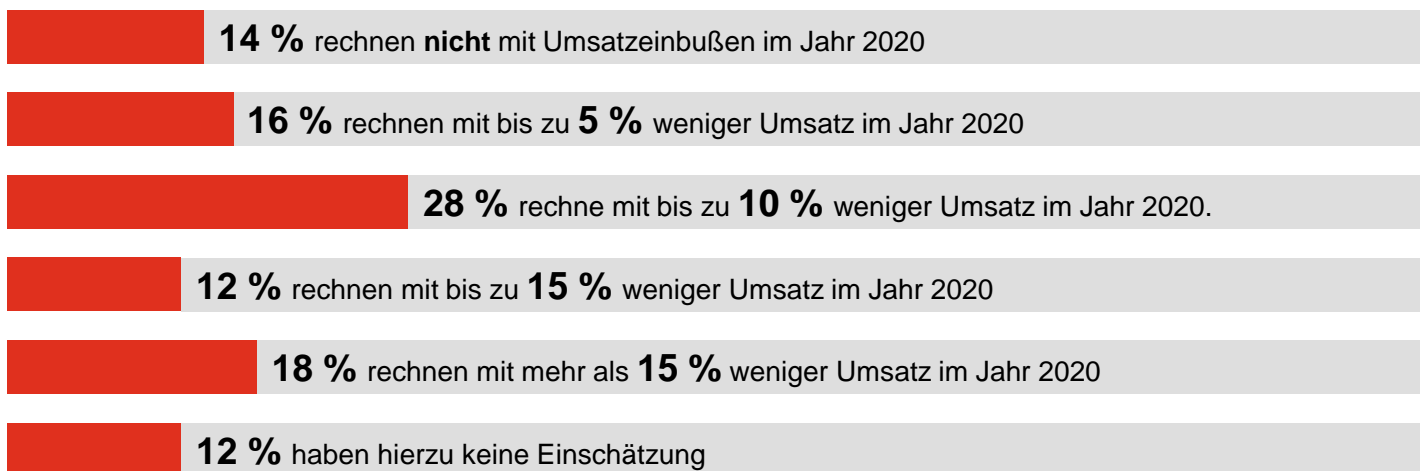 14 % rechnen nicht mit Umsatzeinbußen im Jahr 2020
16 % rechnen mit bis zu 5 % weniger Umsatz im Jahr 2020
28 % rechne mit bis zu 10 % weniger Umsatz im Jahr 2020.
12 % rechnen mit bis zu 15 % weniger Umsatz im Jahr 2020
18 % rechnen mit mehr als 15 % weniger Umsatz im Jahr 2020
12 % haben hierzu keine Einschätzung